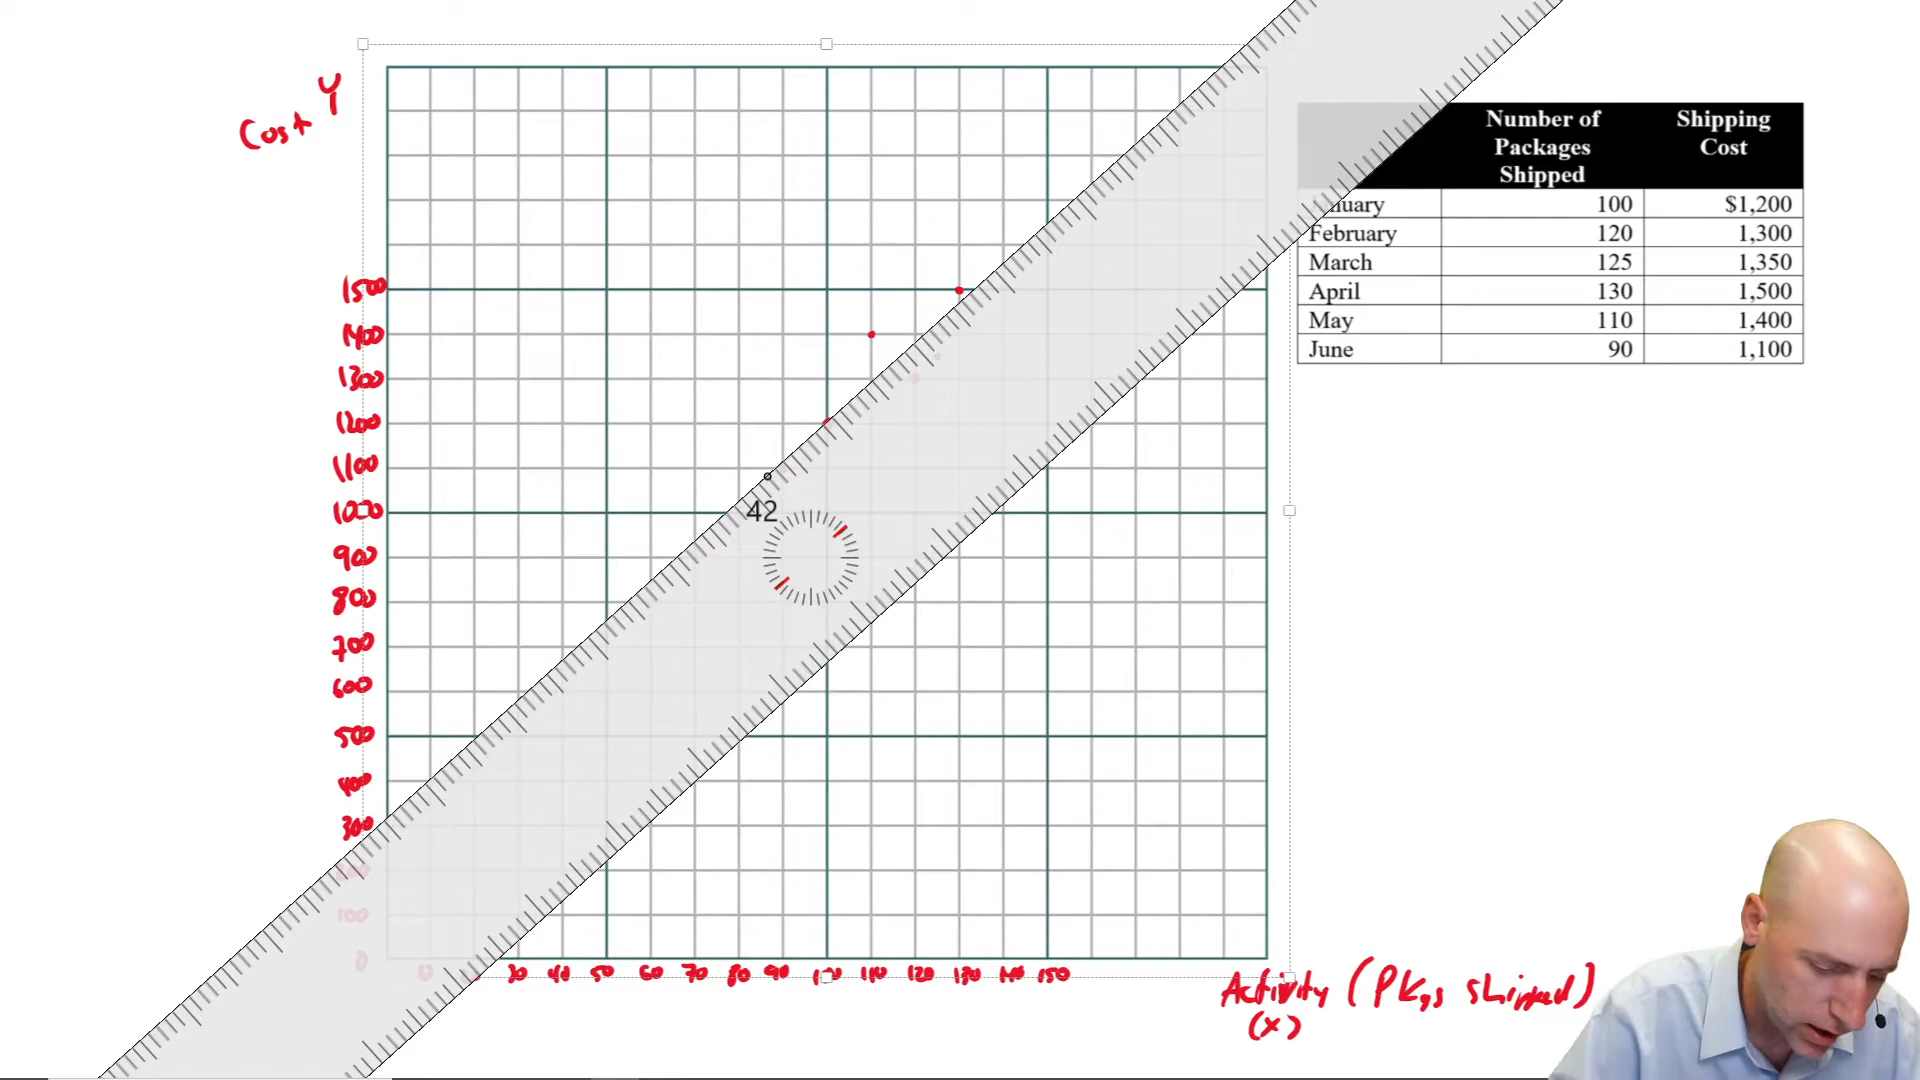 Cost Y
1500
1400
1300
1200
1100
1000
900
800
700
600
500
400
300
100
0
30 40 50 60 70 80 90 100 110 120 130 140 150
Activity (Pkgs shipped)
(X)
42
Number of Packages Shipped Shipping Cost
100 $1,200
February 120 1,300
March 125 1,350
April 130 1,500
May 110 1,400
June 90 1,100